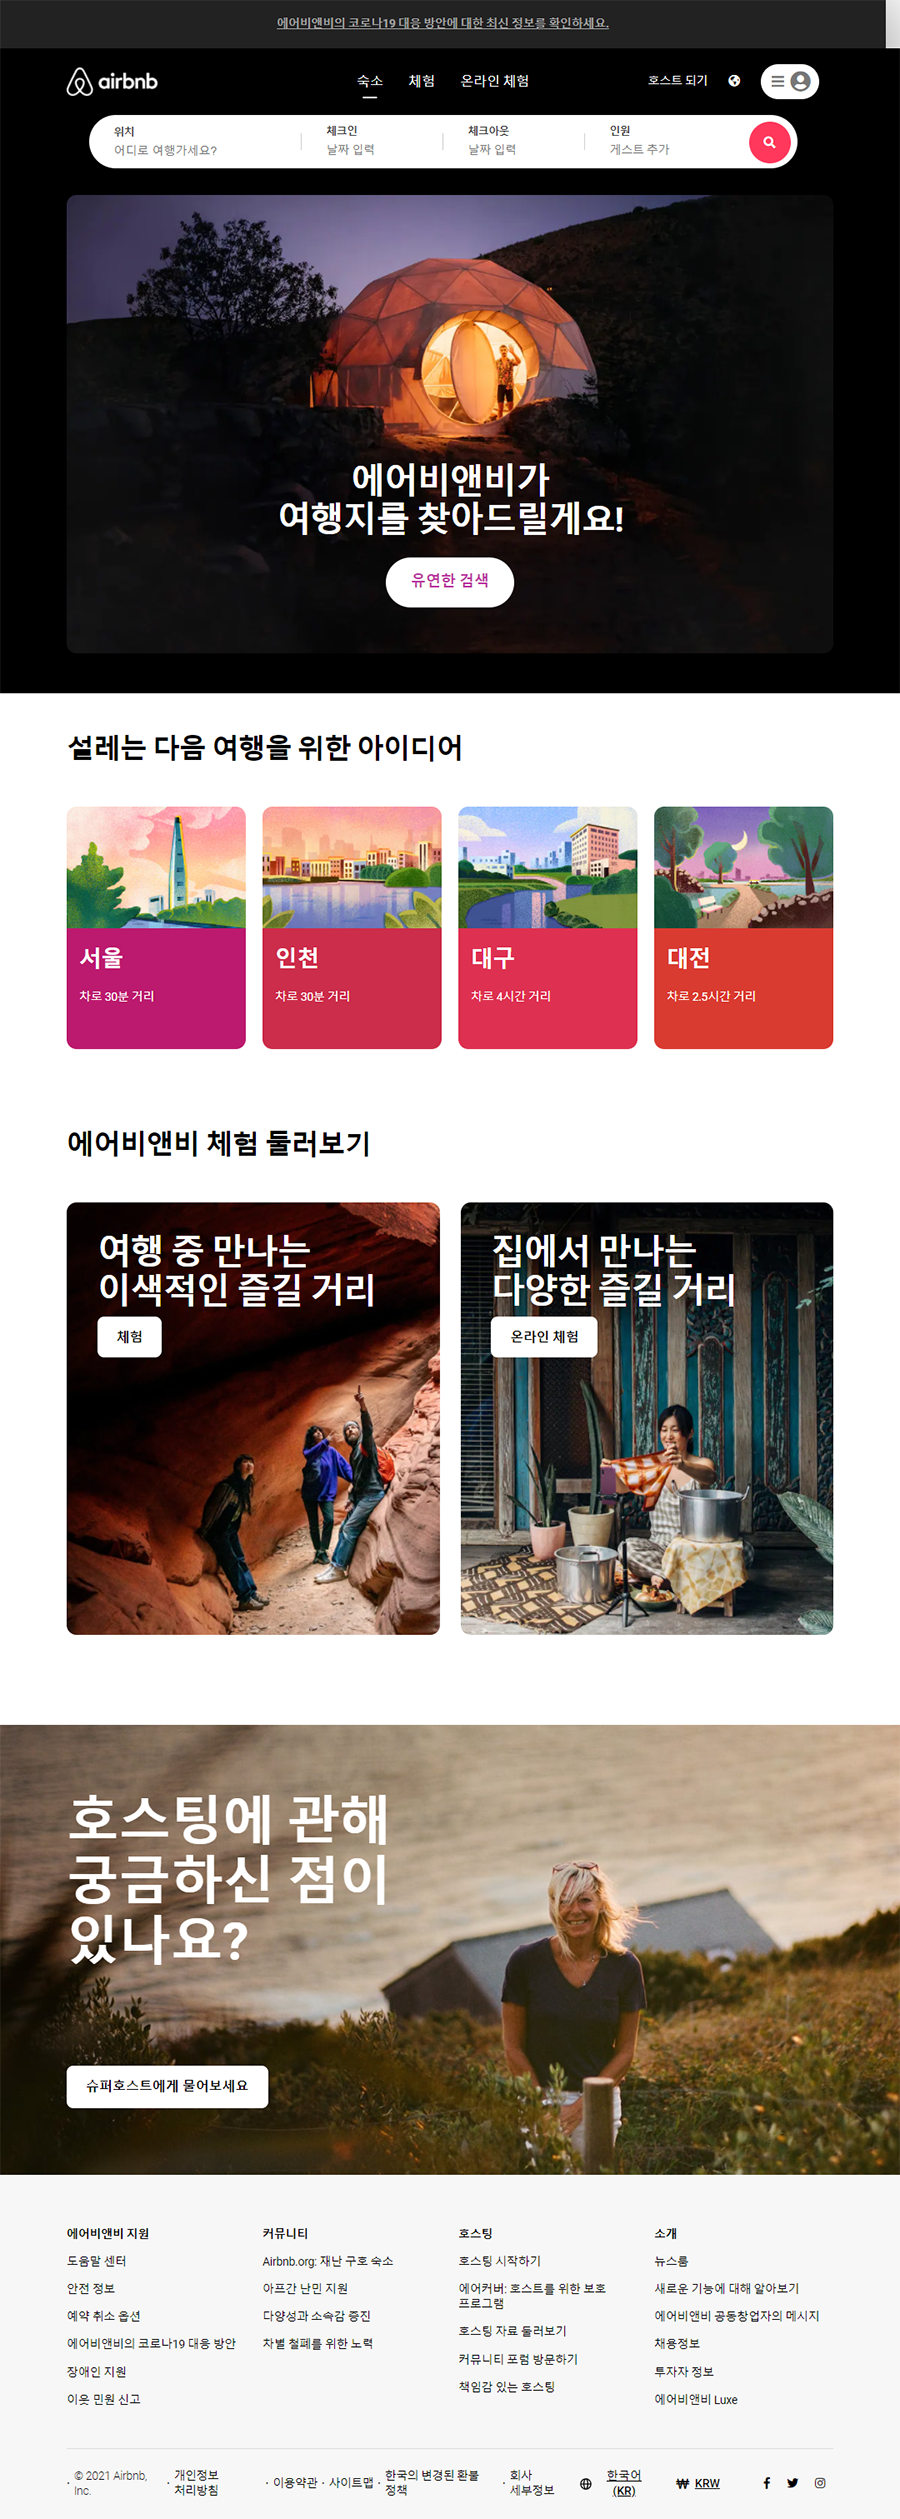 에어비앤비의 코로나19 대응 방안에 대한 최신 정보를 확인하세요.
airbnb
숙소 체험 온라인 체험
호스트 되기
위치
어디로 여행가세요?
체크인
날짜 입력
체크아웃
날짜 입력
인원
게스트 추가
에어비앤비가
여행지를 찾아드릴게요!
유연한 검색
설레는 다음 여행을 위한 아이디어
서울
차로 30분 거리
인천
차로 30분 거리
대구
차로 4시간 거리
대전
차로 2.5시간 거리
에어비앤비 체험 둘러보기
여행 중 만나는
이색적인 즐길 거리
체험
집에서 만나는
다양한 즐길 거리
온라인 체험
호스팅에 관해
궁금하신 점이
있나요?
슈퍼호스트에게 물어보세요
에어비앤비 지원
도움말 센터
안전 정보
예약 취소 옵션
에어비앤비의 코로나19 대응 방안
장애인 지원
이웃 민원 신고
커뮤니티
Airbnb.org: 재난 구호 숙소
아프간 난민 지원
다양성과 소속감 증진
차별 철폐를 위한 노력
호스팅
호스팅 시작하기
에어커버: 호스트를 위한 보호
프로그램
호스팅 자료 둘러보기
커뮤니티 포럼 방문하기
책임감 있는 호스팅
소개
뉴스룸
새로운 기능에 대해 알아보기
에어비앤비 공동창업자의 메시지
채용정보
투자자 정보
에어비앤비 Luxe
· © 2021 Airbnb,
Inc.
· 개인정보
처리방침
· 이용약관 · 사이트맵
· 한국의 변경된 환불
정책
· 회사
세부정보
한국어
(KR)
₩ KRW